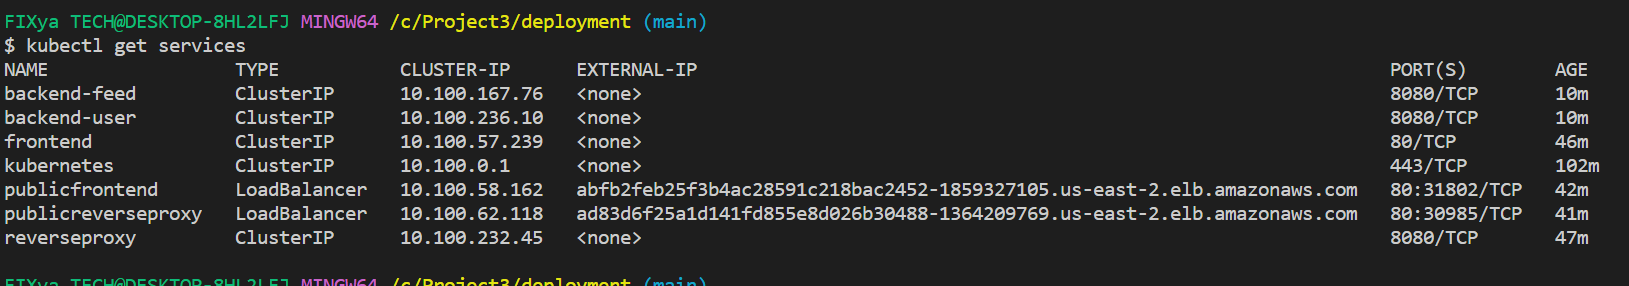 FIXya TECH@DESKTOP-8HL2LFJ MINGW64 /c/Project3/deployment (main)
$ kubectl get services
NAME TYPE CLUSTER-IP EXTERNAL-IP PORT(S) AGE
backend-feed ClusterIP 10.100.167.76 <none> 8080/TCP 10m
backend-user ClusterIP 10.100.236.10 <none> 8080/TCP 10m
frontend ClusterIP 10.100.57.239 <none> 80/TCP 46m
kubernetes ClusterIP 10.100.0.1 <none> 443/TCP 102m
publicfrontend LoadBalancer 10.100.58.162 abfb2feb25f3b4ac28591c218bac2452-1859327105.us-east-2.elb.amazonaws.com 80:31802/TCP 42m
publicreverseproxy LoadBalancer 10.100.62.118 ad83d6f25a1d141fd855e8d026b30488-1364209769.us-east-2.elb.amazonaws.com 80:30985/TCP 41m
reverseproxy ClusterIP 10.100.232.45 <none> 8080/TCP 47m
FIXya TECH@DESKTOP-8HL2LFJ MINGW64 /c/Project3/deployment (main)